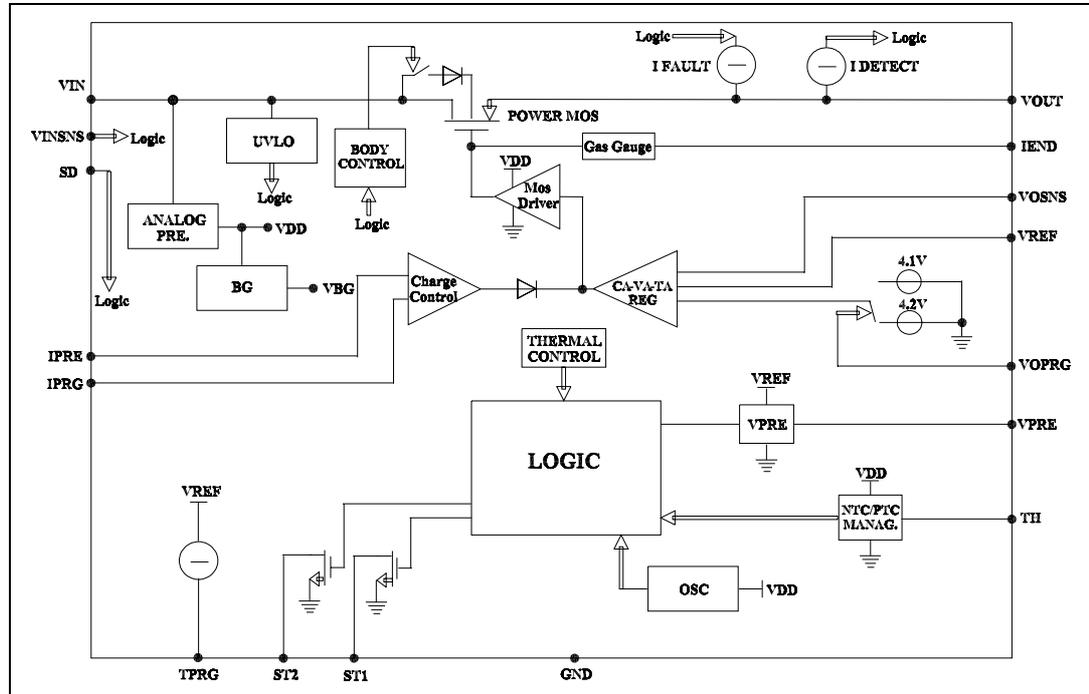 Logic
Logic
I FAULT
I DETECT
VIN
VOUT
POWER MOS
VINSNS
Logic
UVLO
BODY
CONTROL
Gas Gauge
IEND
SD
VDD
Mos
Driver
Logic
Logic
VOSNS
ANALOG
PRE.
VDD
VREF
4.1V
Logic
BG
VBG
Charge
Control
CA-VA-TA
REG
4.2V
THERMAL
CONTROL
IPRE
VOPRG
IPRG
VREF
VPRE
VPRE
LOGIC
VDD
VREF
NTC/PTC
MANAG.
TH
OSC
VDD
TPRG
ST2
ST1
GND